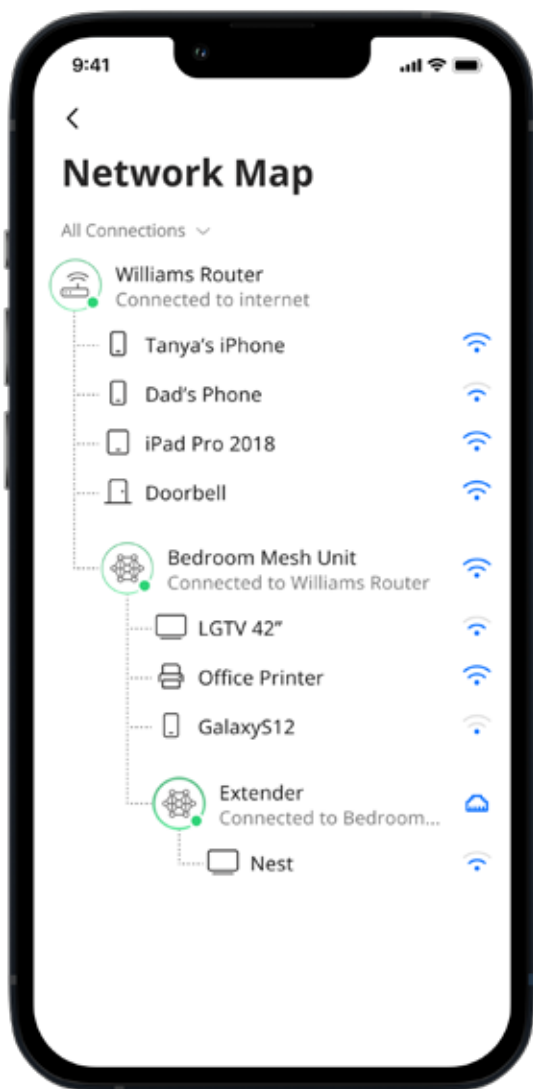 9:41
Network Map
All Connections
Williams Router
Connected to internet
Tanya's iPhone
Dad's Phone
iPad Pro 2018
Doorbell
Bedroom Mesh Unit
Connected to Williams Router
LGTV 42”
Office Printer
GalaxyS12
Extender
Connected to Bedroom...
Nest